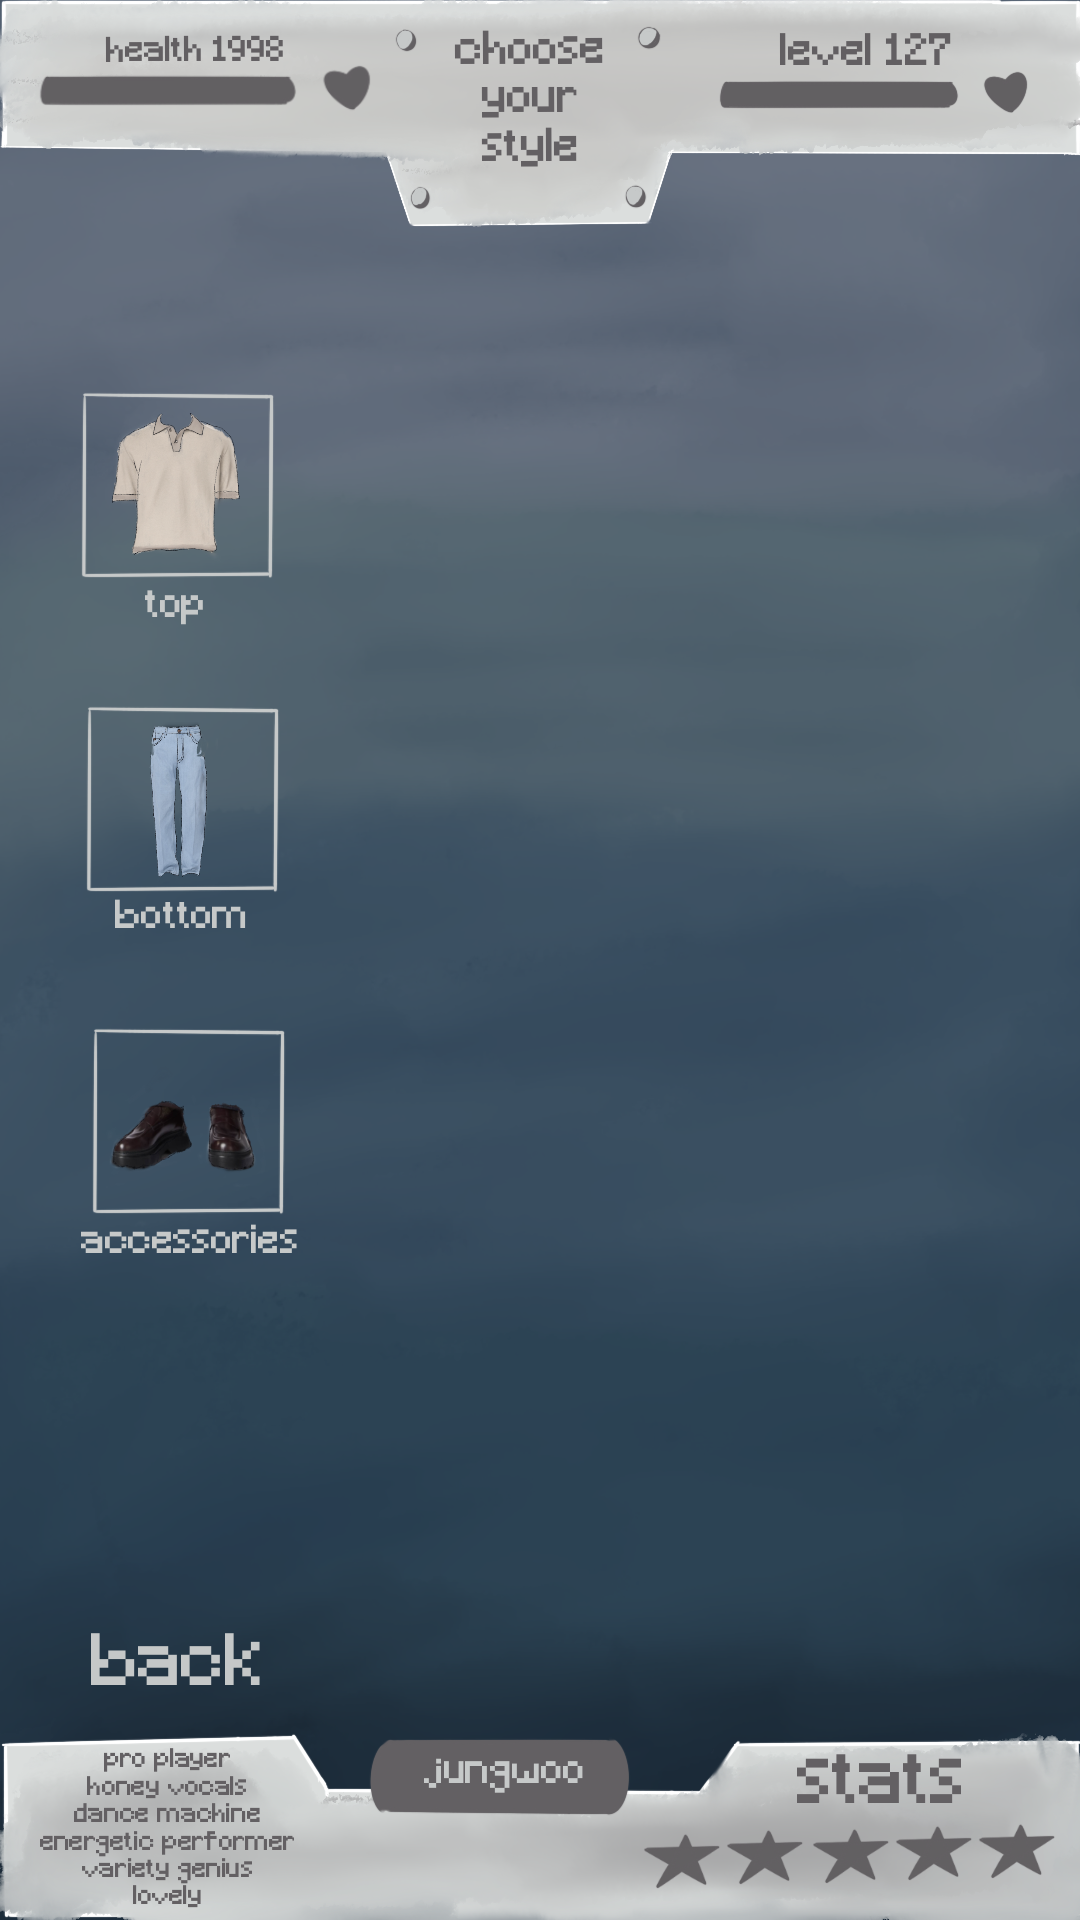 health 1998
choose
your
style
level 127
top
bottom
accessories
back
pro player
honey vocals
dance machine
energetic performer
variety genius
lovely
jungwoo
stats